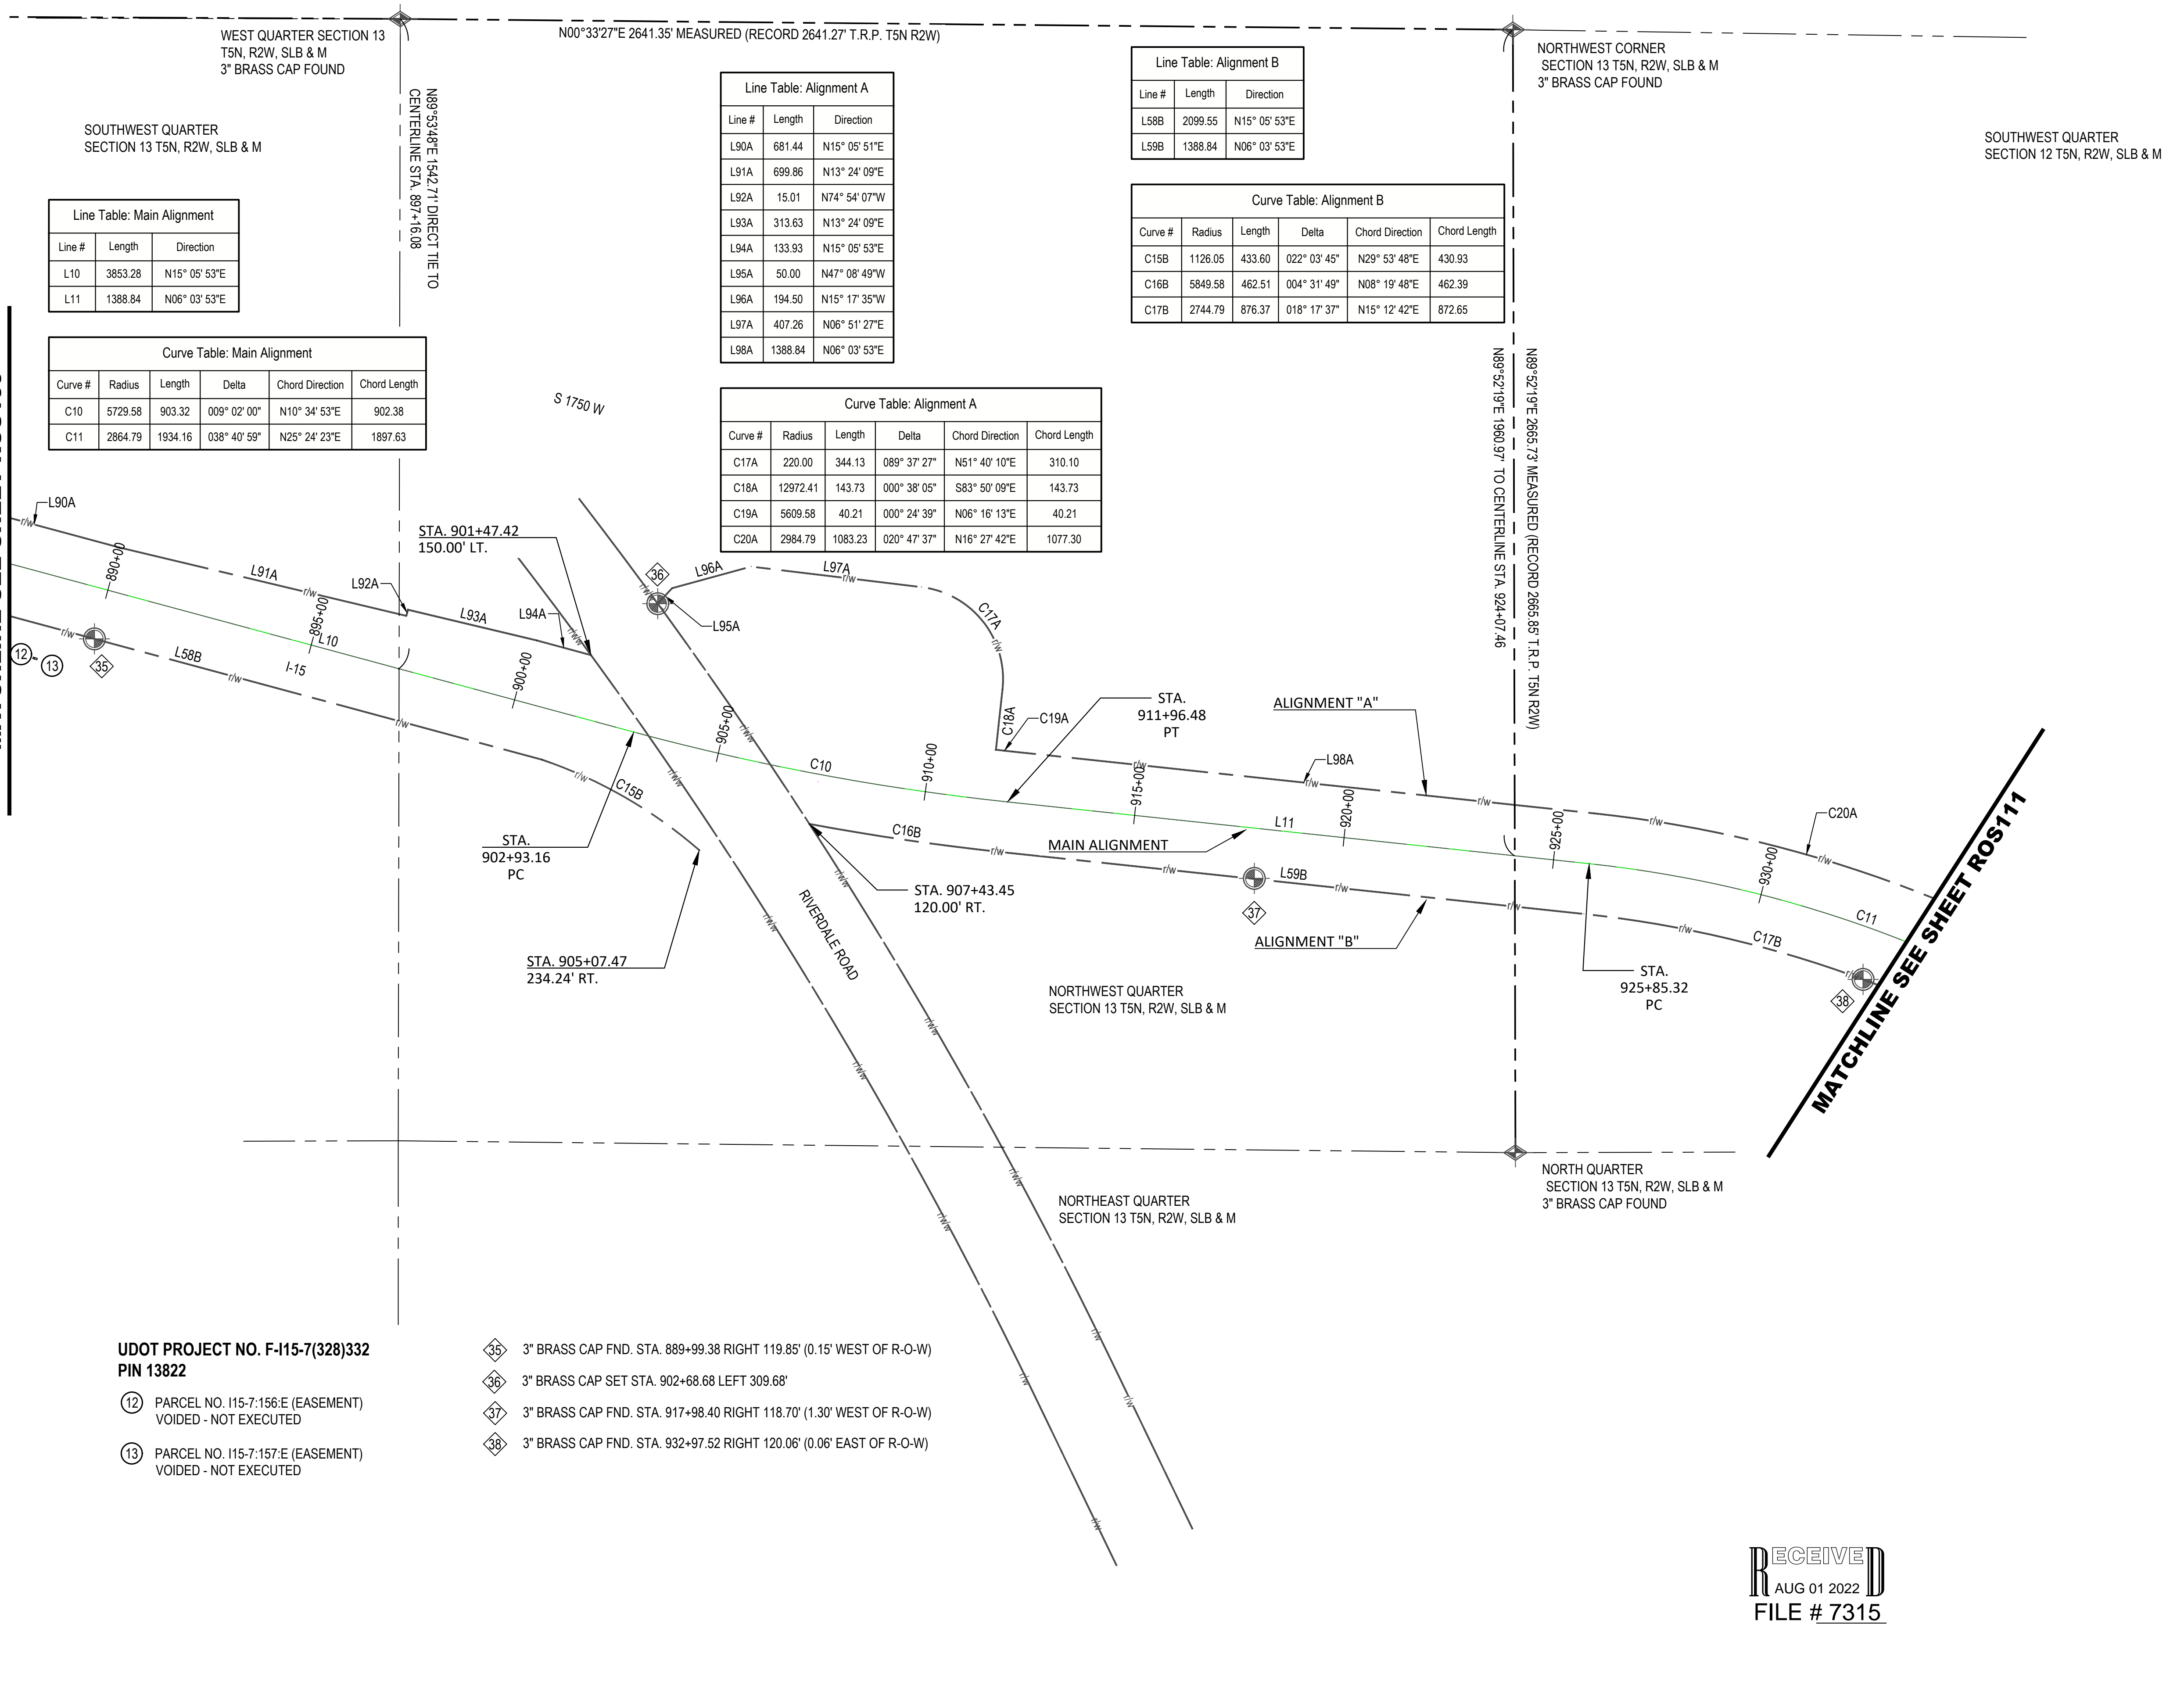 WEST QUARTER SECTION 13
T5N, R2W, SLB & M
3" BRASS CAP FOUND
N00°33'27"E 2641.35' MEASURED (RECORD 2641.27' T.R.P. T5N R2W)
NORTHWEST CORNER
SECTION 13 T5N, R2W, SLB & M
3" BRASS CAP FOUND
SOUTHWEST QUARTER
SECTION 13 T5N, R2W, SLB & M
SOUTHWEST QUARTER
SECTION 12 T5N, R2W, SLB & M
N89°53'48"E 1542.71' DIRECT TIE TO
CENTERLINE STA. 897+16.08
Line Table: Main Alignment
Line # Length Direction
L10 3853.28 N15° 05' 53"E
L11 1388.84 N06° 03' 53"E
Curve Table: Main Alignment
Curve # Radius Length Delta Chord Direction Chord Length
C10 5729.58 903.32 009° 02' 00" N10° 34' 53"E 902.38
C11 2864.79 1934.16 038° 40' 59" N25° 24' 23"E 1897.63
Line Table: Alignment A
Line # Length Direction
L90A 681.44 N15° 05' 51"E
L91A 699.86 N13° 24' 09"E
L92A 15.01 N74° 54' 07"W
L93A 313.63 N13° 24' 09"E
L94A 133.93 N15° 05' 53"E
L95A 50.00 N47° 08' 49"W
L96A 194.50 N15° 17' 35"W
L97A 407.26 N06° 51' 27"E
L98A 1388.84 N06° 03' 53"E
Curve Table: Alignment A
Curve # Radius Length Delta Chord Direction Chord Length
C17A 220.00 344.13 089° 37' 27" N51° 40' 10"E 310.10
C18A 12972.41 143.73 000° 38' 05" S83° 50' 09"E 143.73
C19A 5609.58 40.21 000° 24' 39" N06° 16' 13"E 40.21
C20A 2984.79 1083.23 020° 47' 37" N16° 27' 42"E 1077.30
Line Table: Alignment B
Line # Length Direction
L58B 2099.55 N15° 05' 53"E
L59B 1388.84 N06° 03' 53"E
Curve Table: Alignment B
Curve # Radius Length Delta Chord Direction Chord Length
C15B 1126.05 433.60 022° 03' 45" N29° 53' 48"E 430.93
C16B 5849.58 462.51 004° 31' 49" N08° 19' 48"E 462.39
C17B 2744.79 876.37 018° 17' 37" N15° 12' 42"E 872.65
N89°52'19"E 2665.73' MEASURED (RECORD 2665.85' T.R.P. T5N R2W)
N89°52'19"E 1960.97' TO CENTERLINE STA. 924+07.46
S 1750 W
L90A
r/w
890+00
L91A
r/w
895+00
L92A
L93A
STA. 901+47.42
150.00' LT.
L94A
r/w
36
r/w
L96A
L95A
L97A
r/w
C17A
r/w
C18A
C19A
STA.
911+96.48
PT
ALIGNMENT "A"
r/w
12
13
35
r/w
L58B
r/w
L10
I-15
900+00
r/w
905+00
r/w
C10
910+00
r/w
915+00
L98A
r/w
920+00
r/w
925+00
r/w
C20A
r/w
930+00
r/w
C15B
r/w
STA.
902+93.16
PC
C16B
r/w
MAIN ALIGNMENT
L11
r/w
L59B
r/w
37
r/w
r/w
C17B
r/w
C11
38
STA. 907+43.45
120.00' RT.
r/w
RIVERDALE ROAD
r/w
STA. 905+07.47
234.24' RT.
ALIGNMENT "B"
STA.
925+85.32
PC
MATCHLINE SEE SHEET ROS111
NORTHWEST QUARTER
SECTION 13 T5N, R2W, SLB & M
r/w
r/w
NORTH QUARTER
SECTION 13 T5N, R2W, SLB & M
3" BRASS CAP FOUND
r/w
NORTHEAST QUARTER
SECTION 13 T5N, R2W, SLB & M
r/w
r/w
r/w
r/w
r/w
UDOT PROJECT NO. F-I15-7(328)332
PIN 13822
12 PARCEL NO. I15-7:156:E (EASEMENT)
VOIDED - NOT EXECUTED
13 PARCEL NO. I15-7:157:E (EASEMENT)
VOIDED - NOT EXECUTED
35 3" BRASS CAP FND. STA. 889+99.38 RIGHT 119.85' (0.15' WEST OF R-O-W)
36 3" BRASS CAP SET STA. 902+68.68 LEFT 309.68'
37 3" BRASS CAP FND. STA. 917+98.40 RIGHT 118.70' (1.30' WEST OF R-O-W)
38 3" BRASS CAP FND. STA. 932+97.52 RIGHT 120.06' (0.06' EAST OF R-O-W)
RECEIVED
AUG 01 2022
FILE # 7315